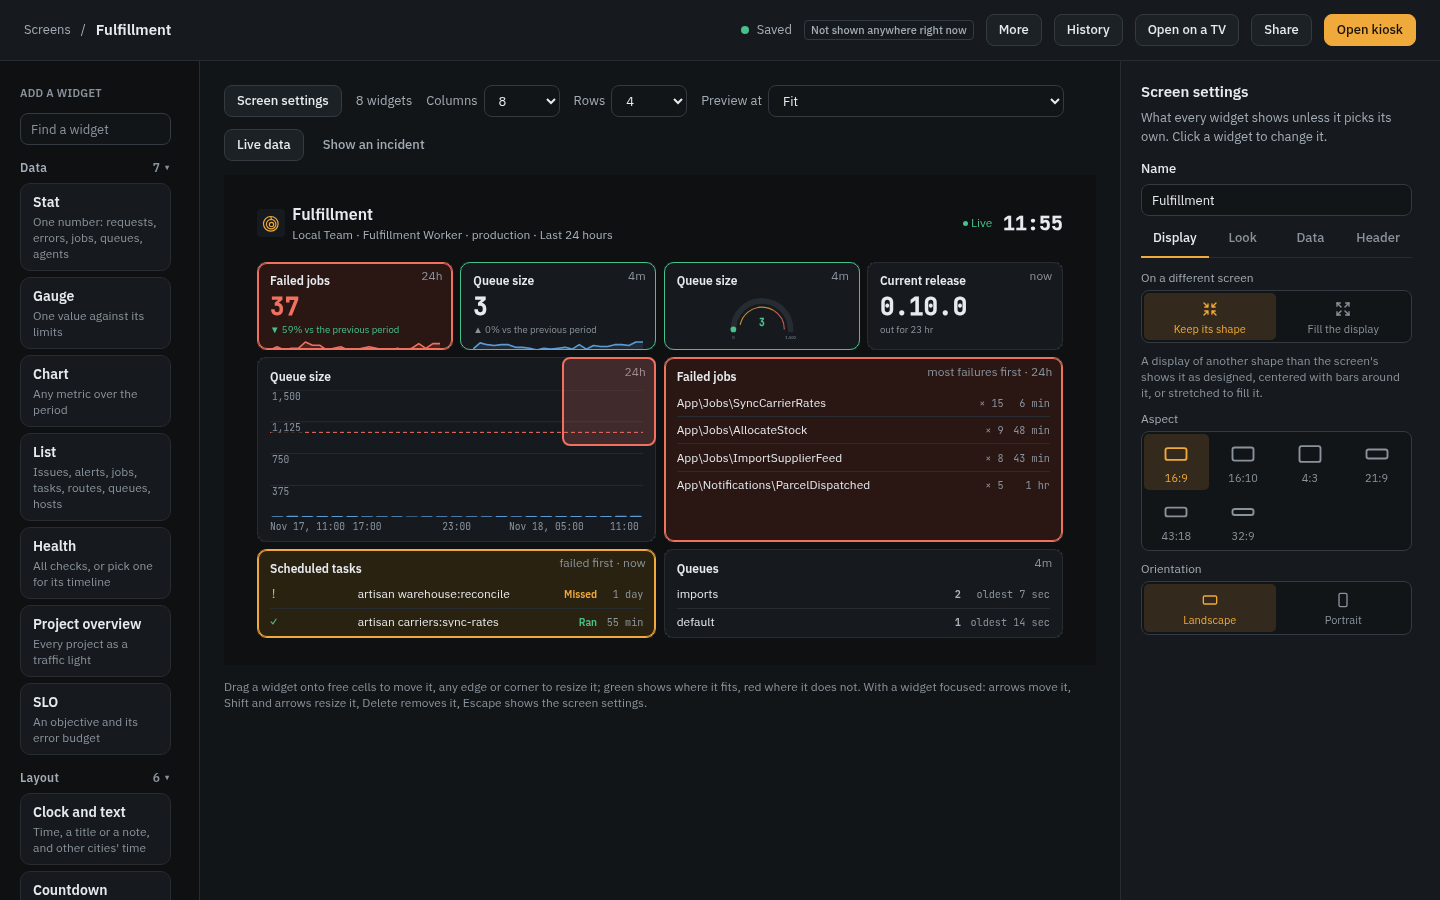 Screens / Fulfillment
Saved
Not shown anywhere right now
More
History
Open on a TV
Share
Open kiosk
ADD A WIDGET
Find a widget
Data 7
Stat
One number: requests,
errors, jobs, queues,
agents
Gauge
One value against its
limits
Chart
Any metric over the
period
List
Issues, alerts, jobs,
tasks, routes, queues,
hosts
Health
All checks, or pick one
for its timeline
Project overview
Every project as a
traffic light
SLO
An objective and its
error budget
Layout 6
Clock and text
Time, a title or a note,
and other cities' time
Countdown
Screen settings 8 widgets Columns 8 Rows 4 Preview at Fit
Live data Show an incident
Fulfillment
Local Team · Fulfillment Worker · production · Last 24 hours
Live 11:55
Failed jobs 24h
37
▼ 59% vs the previous period
Queue size 4m
3
▲ 0% vs the previous period
Queue size 4m
3
Current release now
0.10.0
out for 23 hr
Queue size 24h
1,500
1,125
750
375
Nov 17, 11:00 17:00 23:00 Nov 18, 05:00 11:00
Failed jobs most failures first · 24h
App\Jobs\SyncCarrierRates × 15 6 min
App\Jobs\AllocateStock × 9 48 min
App\Jobs\ImportSupplierFeed × 8 43 min
App\Notifications\ParcelDispatched × 5 1 hr
Scheduled tasks failed first · now
! artisan warehouse:reconcile Missed 1 day
✓ artisan carriers:sync-rates Ran 55 min
Queues 4m
imports 2 oldest 7 sec
default 1 oldest 14 sec
Drag a widget onto free cells to move it, any edge or corner to resize it; green shows where it fits, red where it does not. With a widget focused: arrows move it,
Shift and arrows resize it, Delete removes it, Escape shows the screen settings.
Screen settings
What every widget shows unless it picks its
own. Click a widget to change it.
Name
Fulfillment
Display Look Data Header
On a different screen
Keep its shape Fill the display
A display of another shape than the screen's
shows it as designed, centered with bars around
it, or stretched to fill it.
Aspect
16:9 16:10 4:3 21:9
43:18 32:9
Orientation
Landscape Portrait